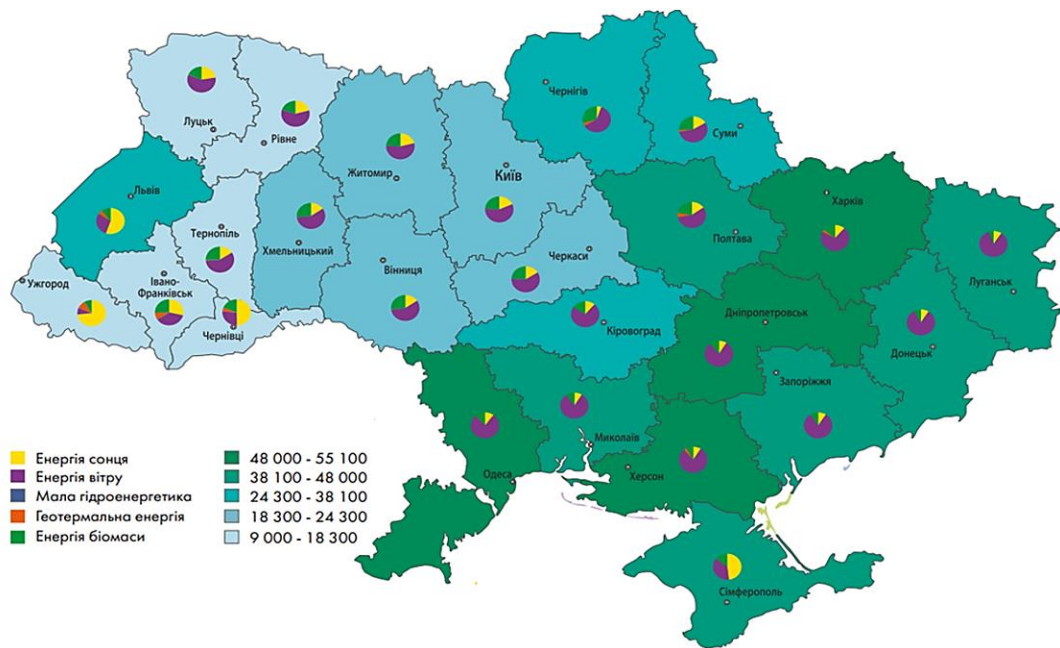 Чернігів
Суми
Луцьк
Рівне
Київ
Житомир
Львів
Харків
Полтава
Тернопіль
Хмельницький
Черкаси
Вінниця
Ужгород
Івано-
Франківськ
Луганськ
Чернівці
Кіровоград
Дніпропетровськ
Донецьк
Запоріжжя
Миколаїв
Херсон
Одеса
Сімферополь
Енергія сонця
Енергія вітру
Мала гідроенергетика
Геотермальна енергія
Енергія біомаси
48 000 - 55 100
38 100 - 48 000
24 300 - 38 100
18 300 - 24 300
9 000 - 18 300